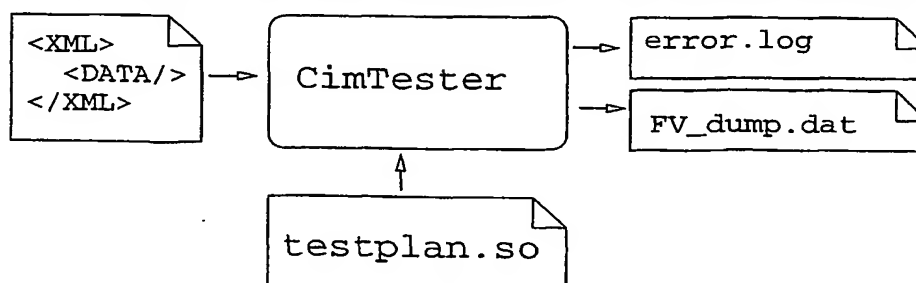 <XML>
<DATA/>
</XML>
CimTester
error.log
FV_dump.dat
testplan.so